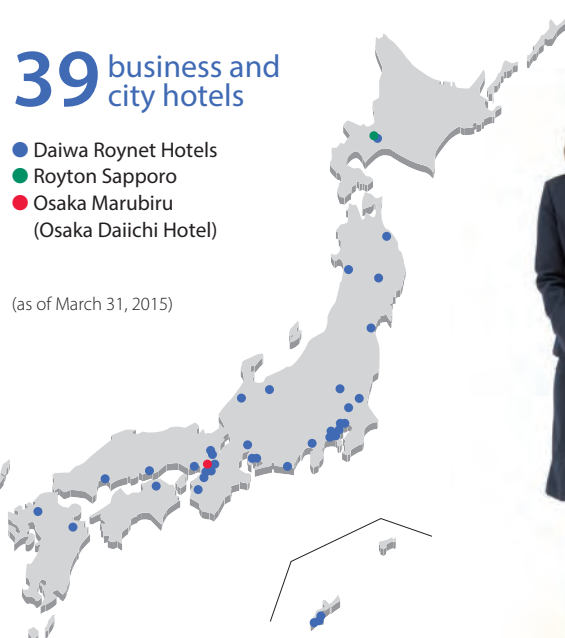 39 business and
city hotels
Daiwa Roynet Hotels
Royton Sapporo
Osaka Marubiru
(Osaka Daiichi Hotel)
(as of March 31, 2015)